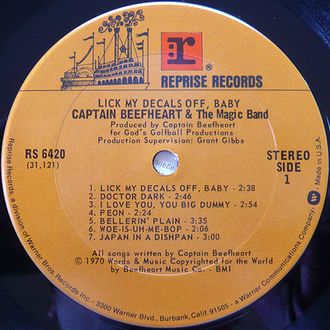 r
REPRISE RECORDS
LICK MY DECALS OFF, BABY
CAPTAIN BEEFHEART & The Magic Band
Produced by Captain Beefheart
for God's Golfball Productions
Production Supervision: Grant Gibbs
RS 6420
(31,121)
STEREO
SIDE
1
1. LICK MY DECALS OFF, BABY - 2:38
2. DOCTOR DARK - 2:46
3. I LOVE YOU, YOU BIG DUMMY - 2:54
4. PEON - 2:24
5. BELLERIN' PLAIN - 3:35
6. WOE-IS-UH-ME-BOP - 2:06
7. JAPAN IN A DISHPAN - 3:00
All songs written by Captain Beefheart
© 1970 Words & Music Copyrighted for the World
by Beefheart Music Co. - BMI
Reprise Records, a division of Warner Bros Records Inc. · 3300 Warner Blvd., Burbank, Calif. 91505 · a Warner Communications Company.